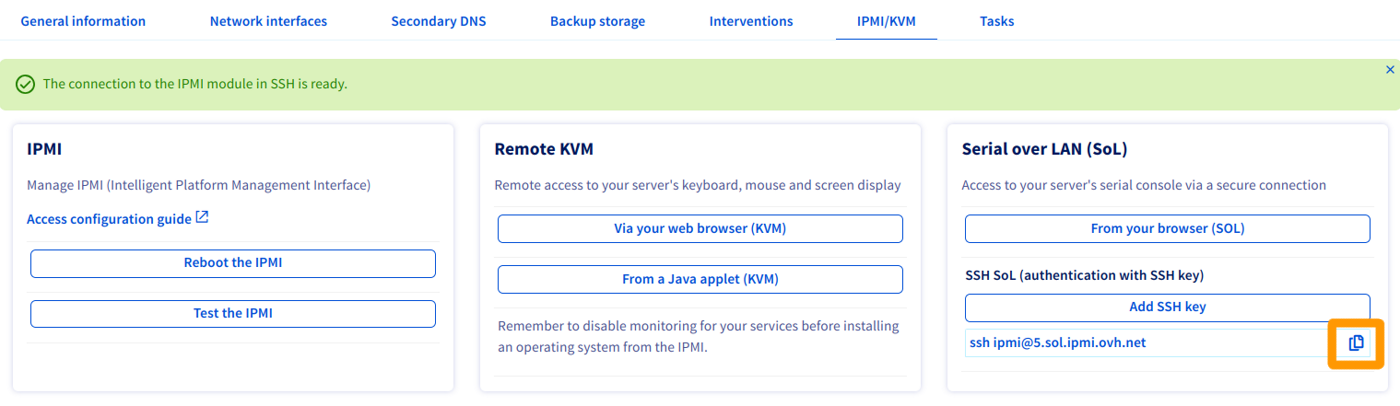 General information
Network interfaces
Secondary DNS
Backup storage
Interventions
IPMI/KVM
Tasks
The connection to the IPMI module in SSH is ready.
IPMI
Manage IPMI (Intelligent Platform Management Interface)
Access configuration guide
Reboot the IPMI
Test the IPMI
Remote KVM
Remote access to your server's keyboard, mouse and screen display
Via your web browser (KVM)
From a Java applet (KVM)
Remember to disable monitoring for your services before installing
an operating system from the IPMI.
Serial over LAN (SoL)
Access to your server's serial console via a secure connection
From your browser (SOL)
SSH SoL (authentication with SSH key)
Add SSH key
ssh ipmi@5.sol.ipmi.ovh.net